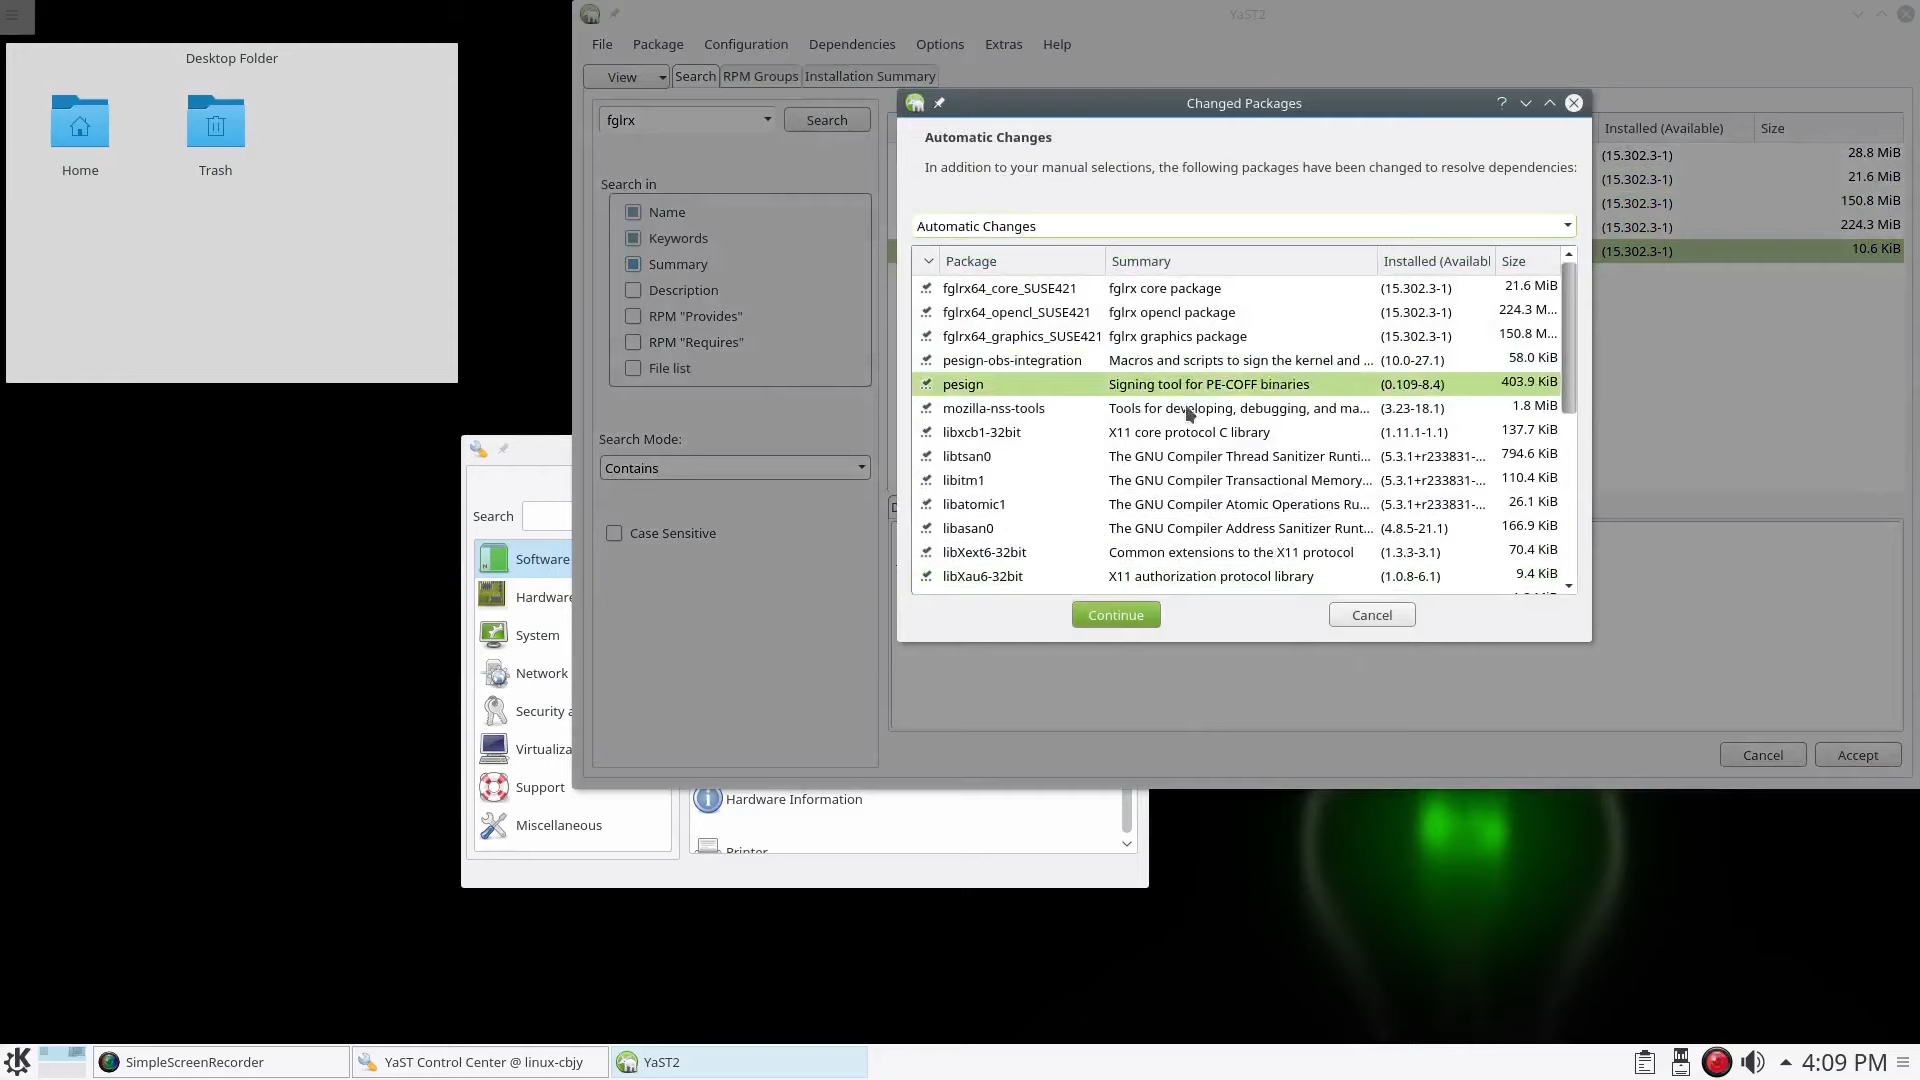 Desktop Folder
Home
Trash
YaST2
File Package Configuration Dependencies Options Extras Help
View Search RPM Groups Installation Summary
fglrx Search
Search in
Name
Keywords
Summary
Description
RPM "Provides"
RPM "Requires"
File list
Search Mode:
Contains
Case Sensitive
Installed (Available) Size
(15.302.3-1) 28.8 MiB
(15.302.3-1) 21.6 MiB
(15.302.3-1) 150.8 MiB
(15.302.3-1) 224.3 MiB
(15.302.3-1) 10.6 KiB
Changed Packages
Automatic Changes
In addition to your manual selections, the following packages have been changed to resolve dependencies:
Automatic Changes
Package Summary Installed (Availabl Size
fglrx64_core_SUSE421 fglrx core package (15.302.3-1) 21.6 MiB
fglrx64_opencl_SUSE421 fglrx opencl package (15.302.3-1) 224.3 M...
fglrx64_graphics_SUSE421 fglrx graphics package (15.302.3-1) 150.8 M...
pesign-obs-integration Macros and scripts to sign the kernel and ... (10.0-27.1) 58.0 KiB
pesign Signing tool for PE-COFF binaries (0.109-8.4) 403.9 KiB
mozilla-nss-tools Tools for developing, debugging, and ma... (3.23-18.1) 1.8 MiB
libxcb1-32bit X11 core protocol C library (1.11.1-1.1) 137.7 KiB
libtsan0 The GNU Compiler Thread Sanitizer Runti... (5.3.1+r233831-... 794.6 KiB
libitm1 The GNU Compiler Transactional Memory... (5.3.1+r233831-... 110.4 KiB
libatomic1 The GNU Compiler Atomic Operations Ru... (5.3.1+r233831-... 26.1 KiB
libasan0 The GNU Compiler Address Sanitizer Runt... (4.8.5-21.1) 166.9 KiB
libXext6-32bit Common extensions to the X11 protocol (1.3.3-3.1) 70.4 KiB
libXau6-32bit X11 authorization protocol library (1.0.8-6.1) 9.4 KiB
Continue Cancel
Cancel Accept
Search
Software
Hardware
System
Network
Security a
Virtualiza
Support
Miscellaneous
Hardware Information
Printer
SimpleScreenRecorder YaST Control Center @ linux-cbjy YaST2 4:09 PM